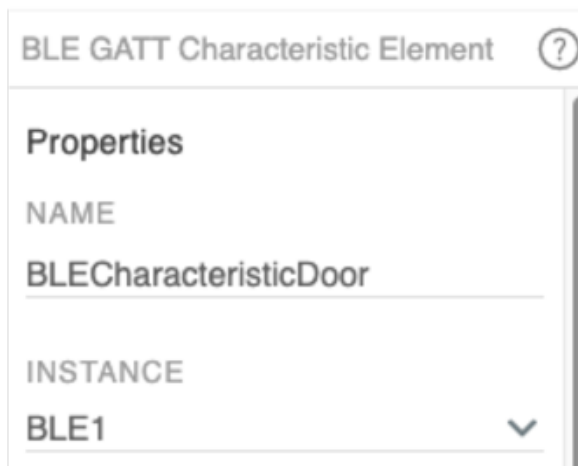 BLE GATT Characteristic Element ?
Properties
NAME
BLECharacteristicDoor
INSTANCE
BLE1